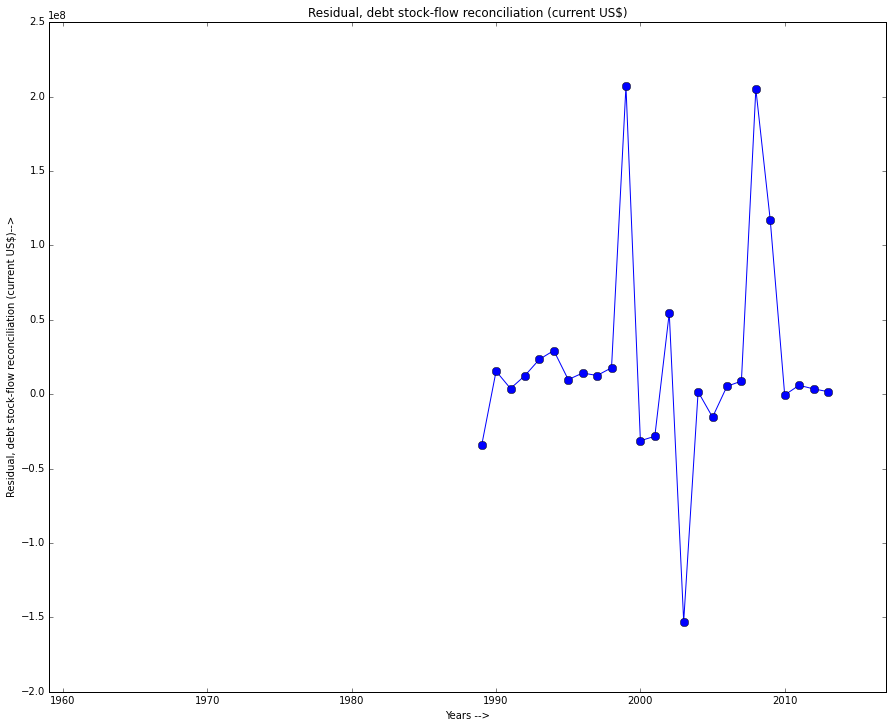 Residual, debt stock-flow reconciliation (current US$)
1e8
2.5
2.0
1.5
1.0
0.5
0.0
−0.5
−1.0
−1.5
−2.0
Residual, debt stock-flow reconciliation (current US$)-->
1960 1970 1980 1990 2000 2010
Years -->